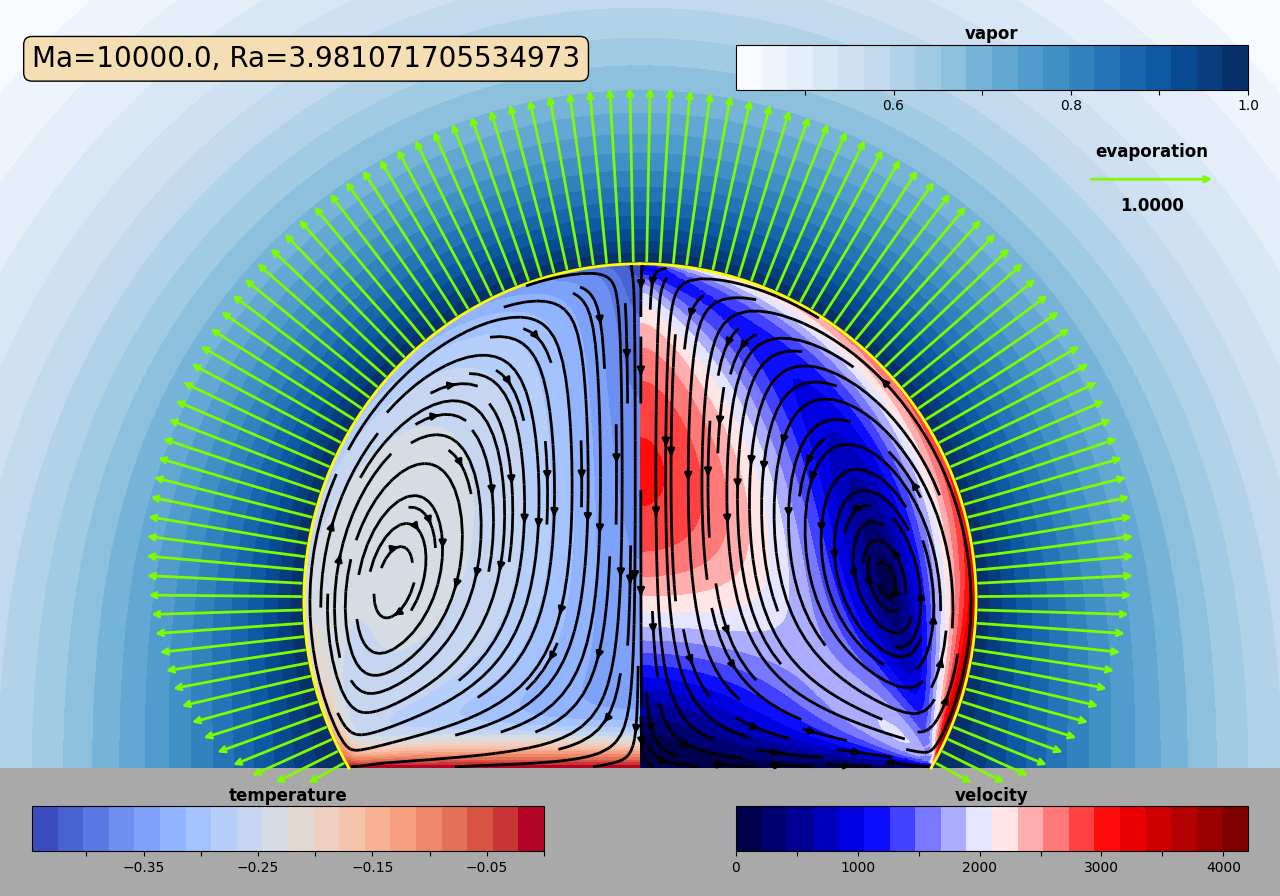 Ma=10000.0, Ra=3.981071705534973
vapor
0.6 0.8 1.0
evaporation
1.0000
temperature
−0.35 −0.25 −0.15 −0.05
velocity
0 1000 2000 3000 4000